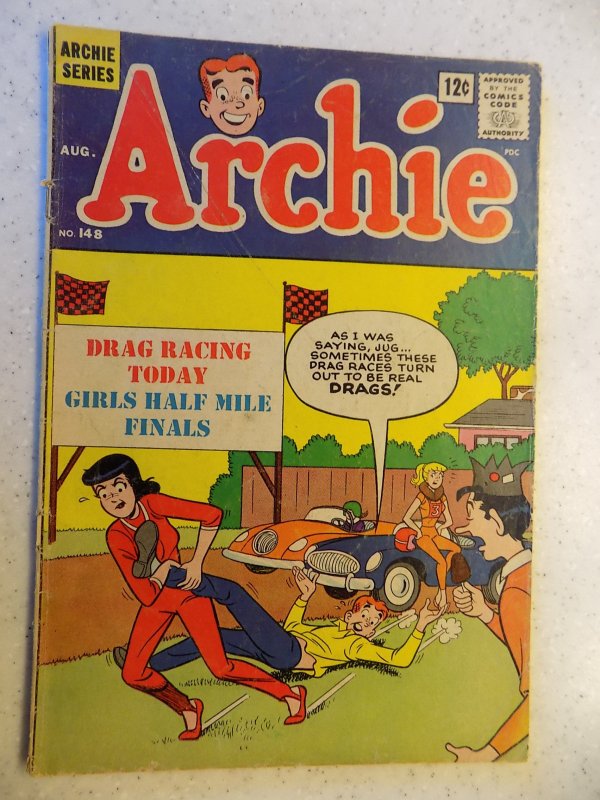 ARCHIE
SERIES
12¢
APPROVED
BY THE
COMICS
CODE
AUTHORITY
AUG.
Archie
PDC
NO. 148
DRAG RACING
TODAY
GIRLS HALF MILE
FINALS
AS I WAS
SAYING, JUG...
SOMETIMES THESE
DRAG RACES TURN
OUT TO BE REAL
DRAGS!